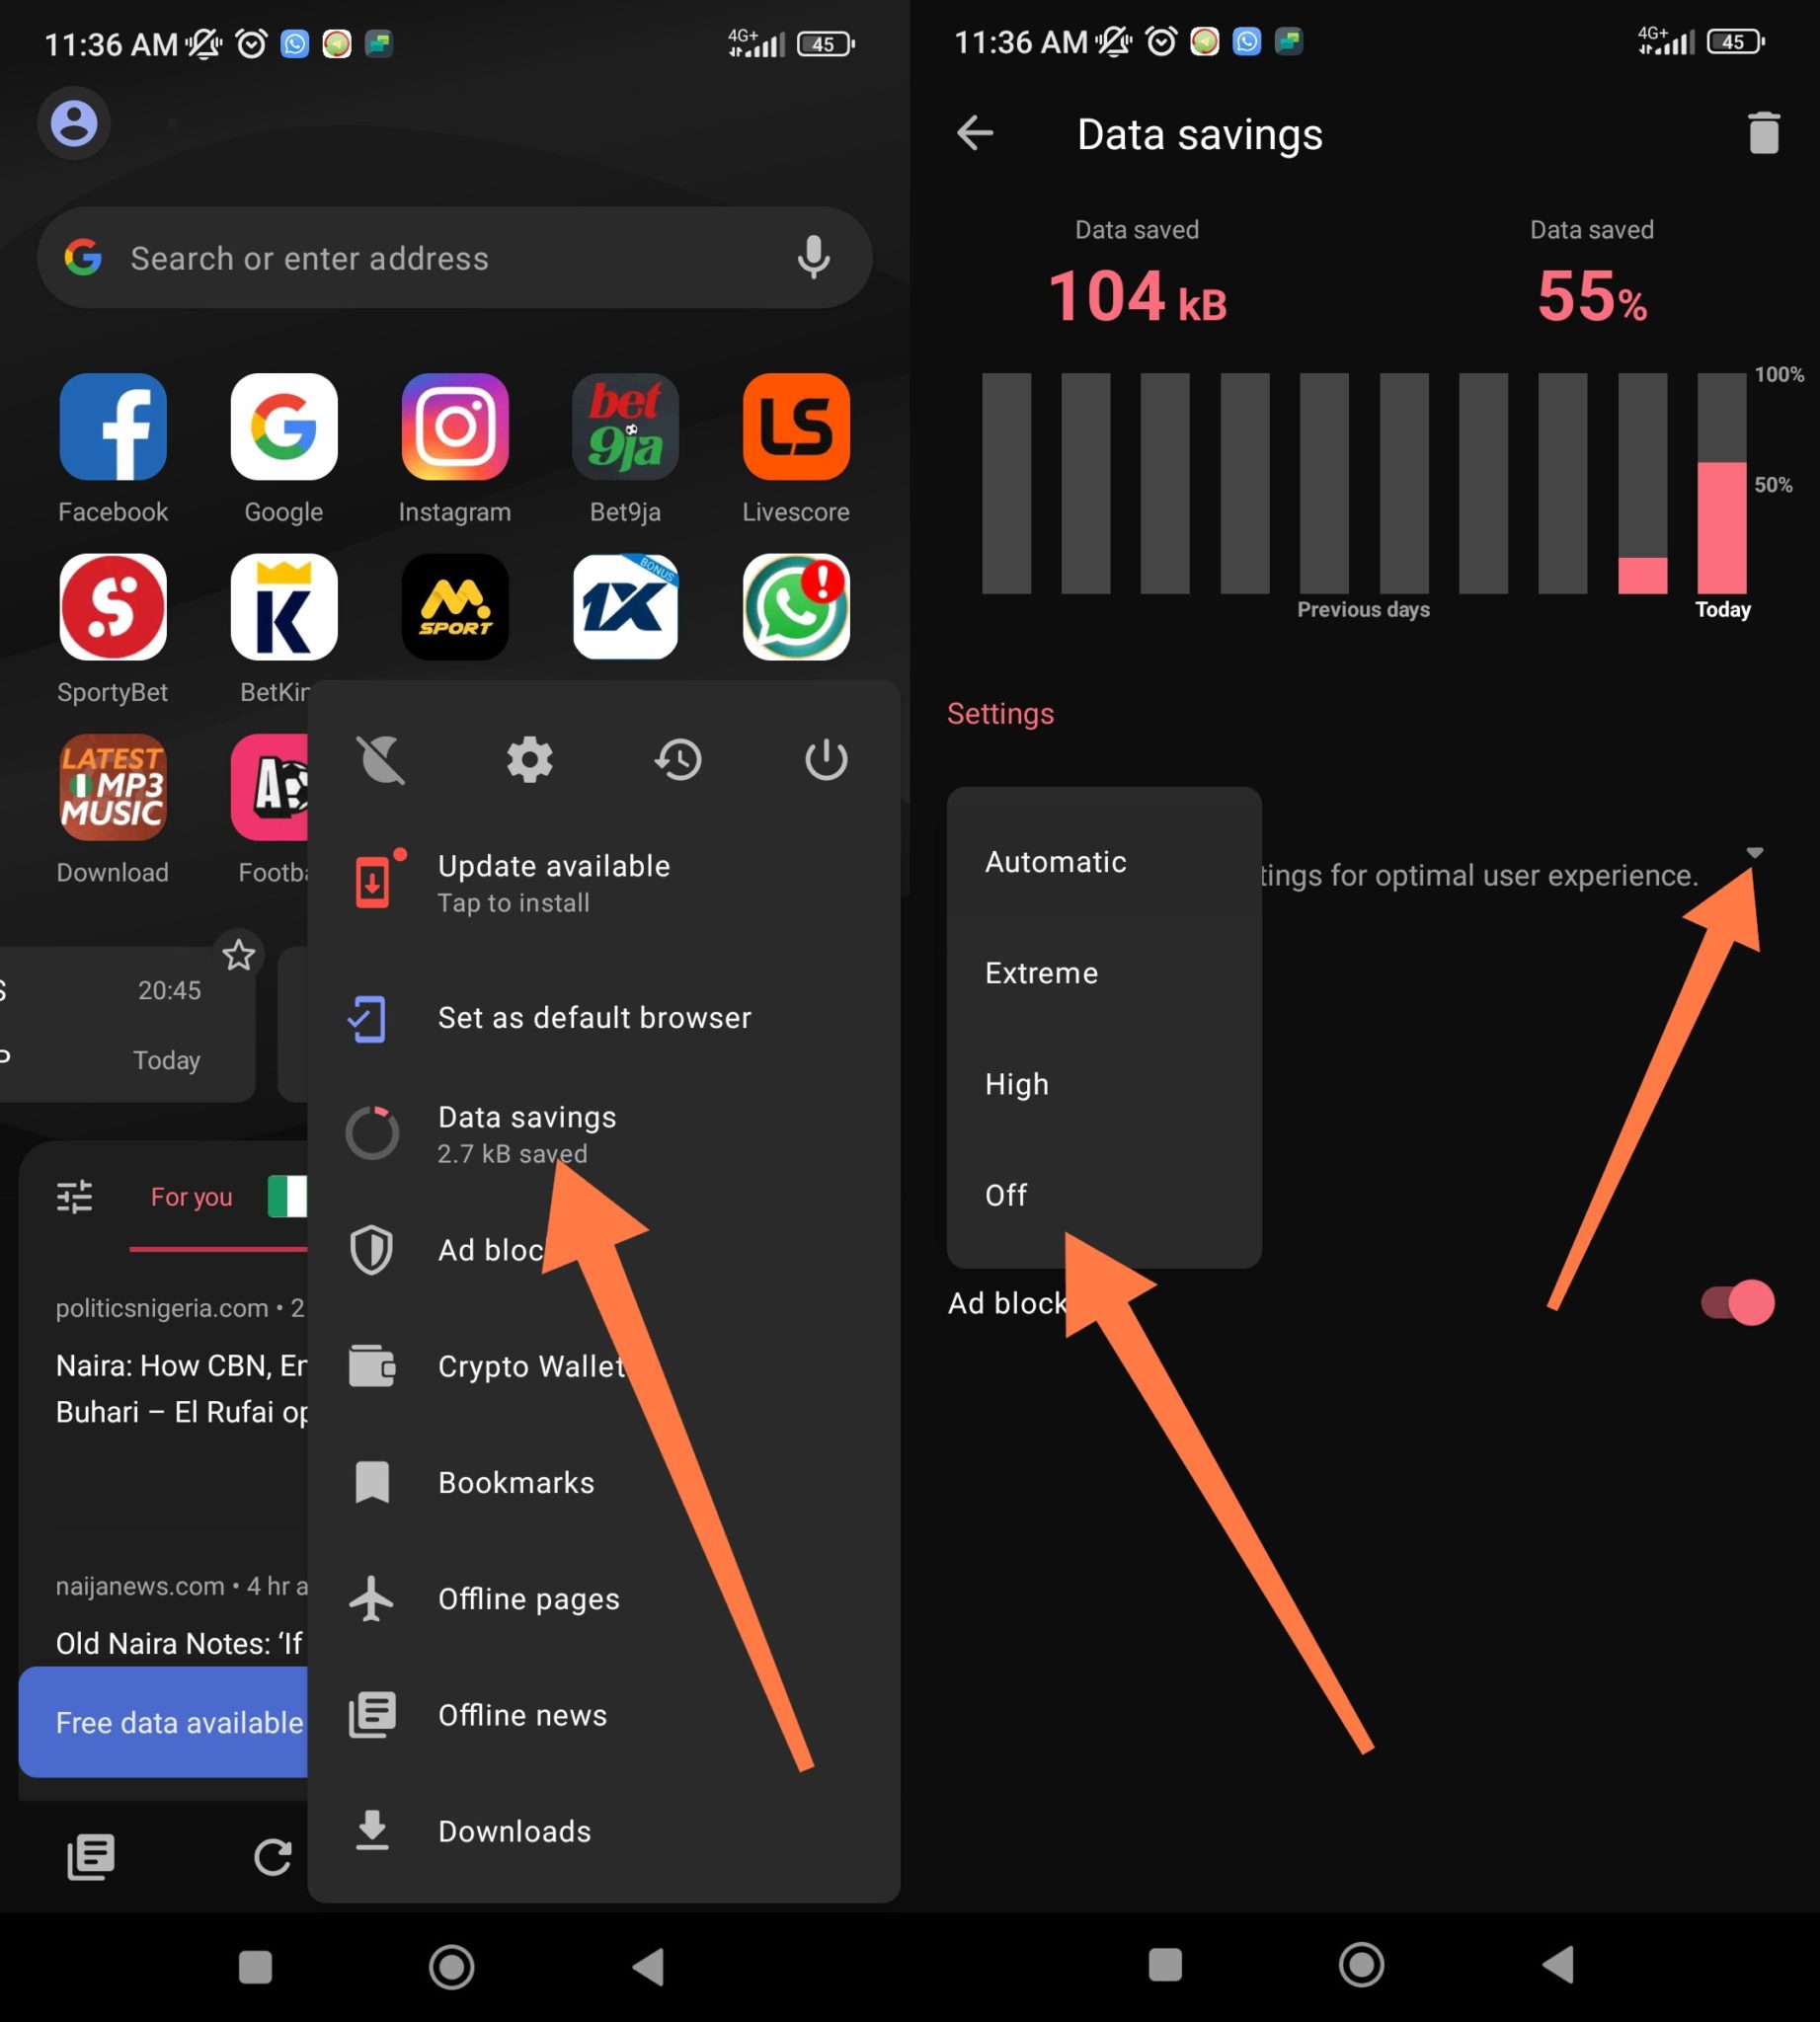 11:36 AM
4G+
45
Search or enter address
bet
9ja
LS
Facebook
Google
Instagram
Bet9ja
Livescore
K
M
SPORT
1X
BONUS
SportyBet
BetKin
LATEST
MP3
MUSIC
A
Download
Footba
Update available
Tap to install
20:45
Today
Set as default browser
Data savings
2.7 kB saved
For you
Ad bloc
politicsnigeria.com • 2
Naira: How CBN, Em
Buhari – El Rufai op
Crypto Wallet
Bookmarks
naijanews.com • 4 hr a
Old Naira Notes: ‘If
Offline pages
Free data available
Offline news
Downloads
11:36 AM
4G+
45
Data savings
Data saved
104 kB
Data saved
55%
100%
50%
Previous days
Today
Settings
Automatic
tings for optimal user experience.
Extreme
High
Off
Ad block